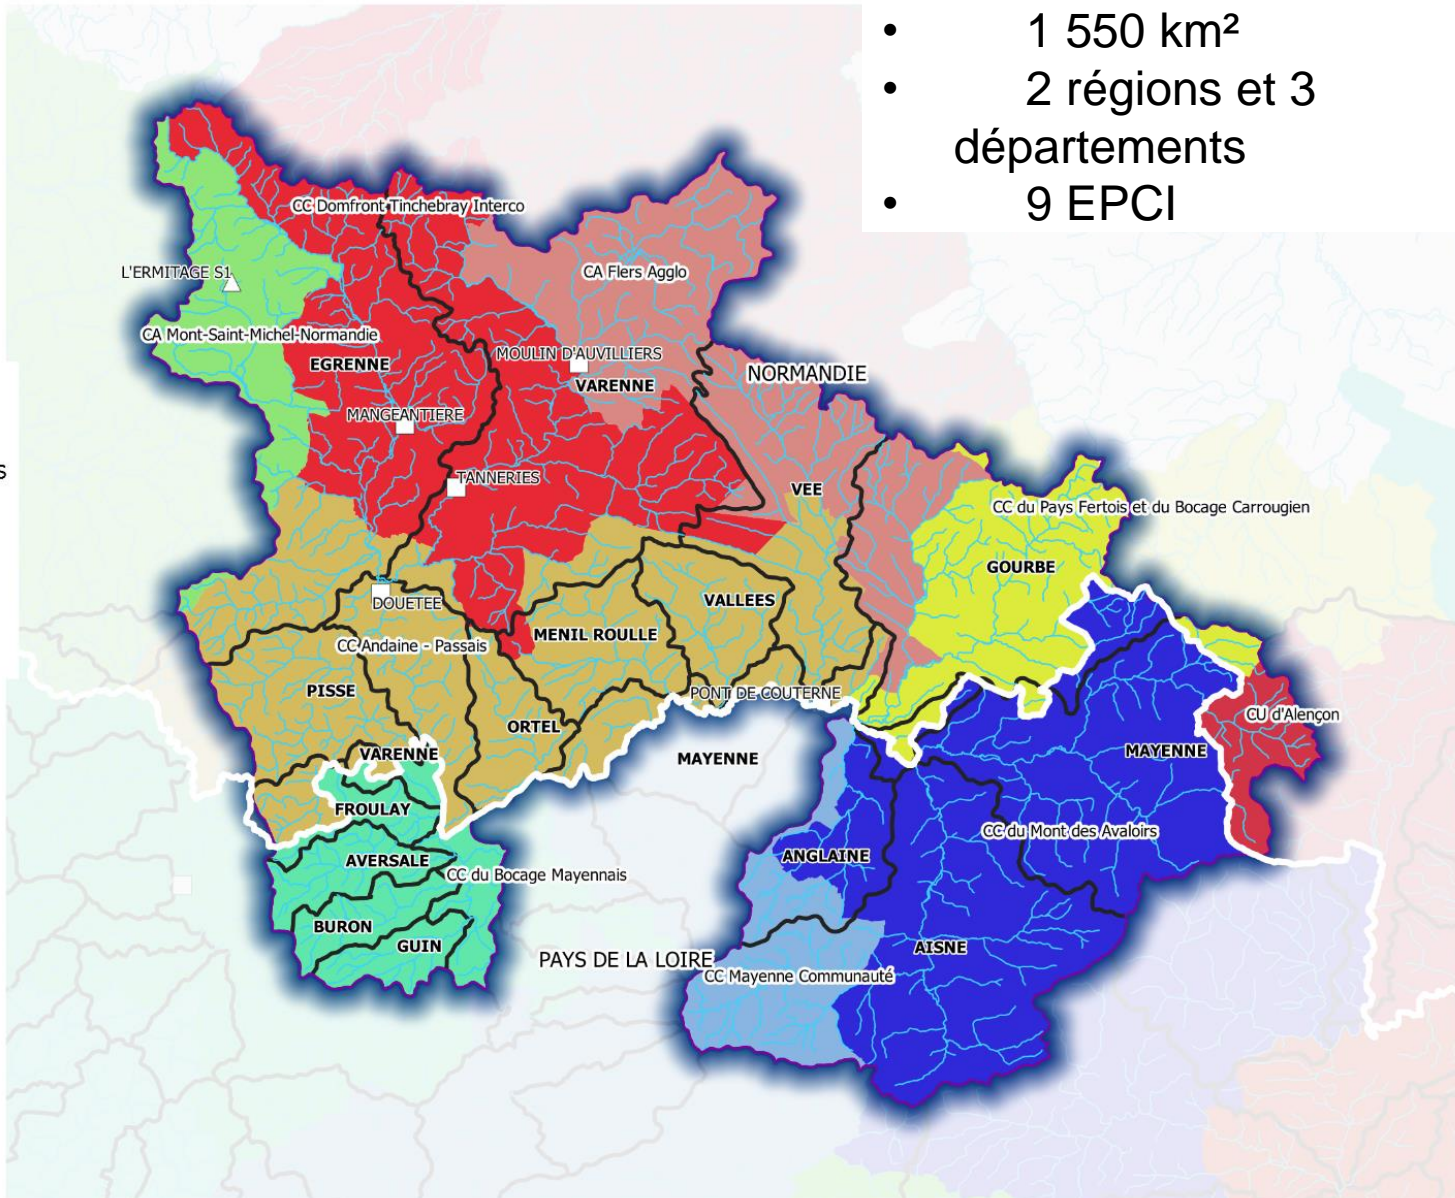 • 1 550 km²
• 2 régions et 3
départements
• 9 EPCI
CC Domfront Tinchebray Interco
L'ERMITAGE S1
CA Flers Agglo
CA Mont-Saint-Michel-Normandie
EGRENNE
MOULIN D'AUVILLIERS
VARENNE
NORMANDIE
MANGEANTIERE
s
TANNERIES
VEE
CC du Pays Fertois et du Bocage Carrougien
GOURBE
DOUETEE
VALLEES
MENIL ROULLE
CC Andaine - Passais
PISSE
PONT DE COUTERNE
ORTEL
CU d'Alençon
VARENNE
MAYENNE
MAYENNE
FROULAY
CC du Mont des Avaloirs
AVERSALE
ANGLAINE
CC du Bocage Mayennais
BURON
GUIN
AISNE
PAYS DE LA LOIRE
CC Mayenne Communauté